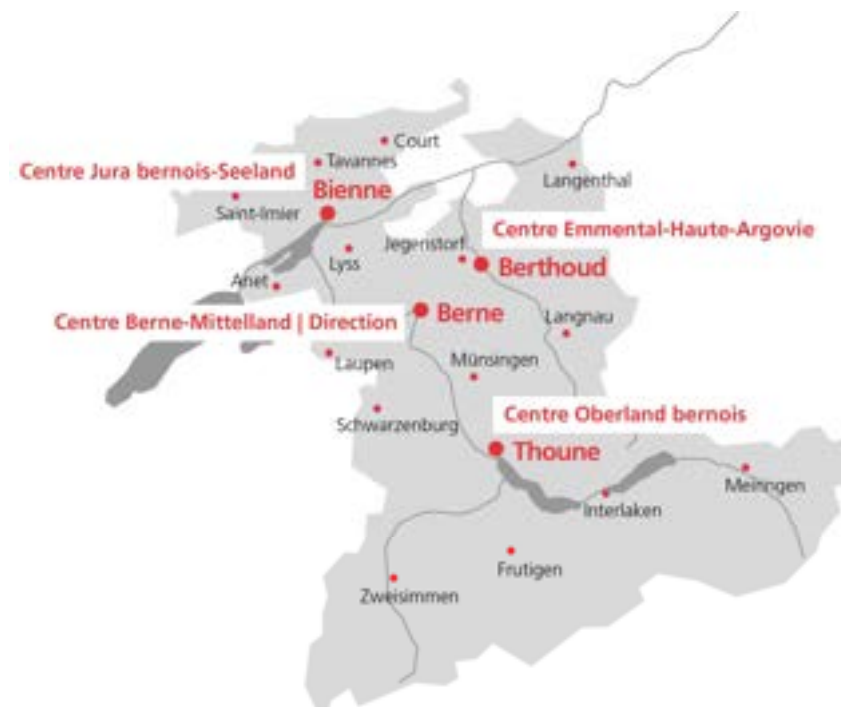 Court
Tavannes
Centre Jura bernois-Seeland
Langenthal
Bienne
Saint-Imier
Centre Emmental-Haute-Argovie
Jegenstorf
Lyss
Berthoud
Anet
Berne
Centre Berne-Mittelland | Direction
Langnau
Laupen
Münsingen
Centre Oberland bernois
Schwarzenburg
Thoune
Meiringen
Interlaken
Frutigen
Zweisimmen